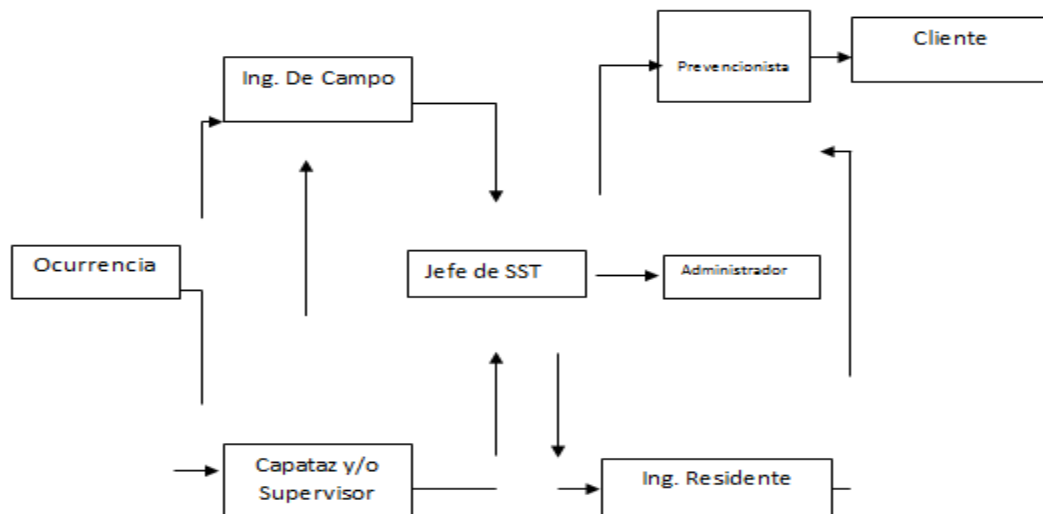 Cliente
Prevencionista
Ing. De Campo
Ocurrencia
Jefe de SST
Administrador
Capataz y/o
Supervisor
Ing. Residente